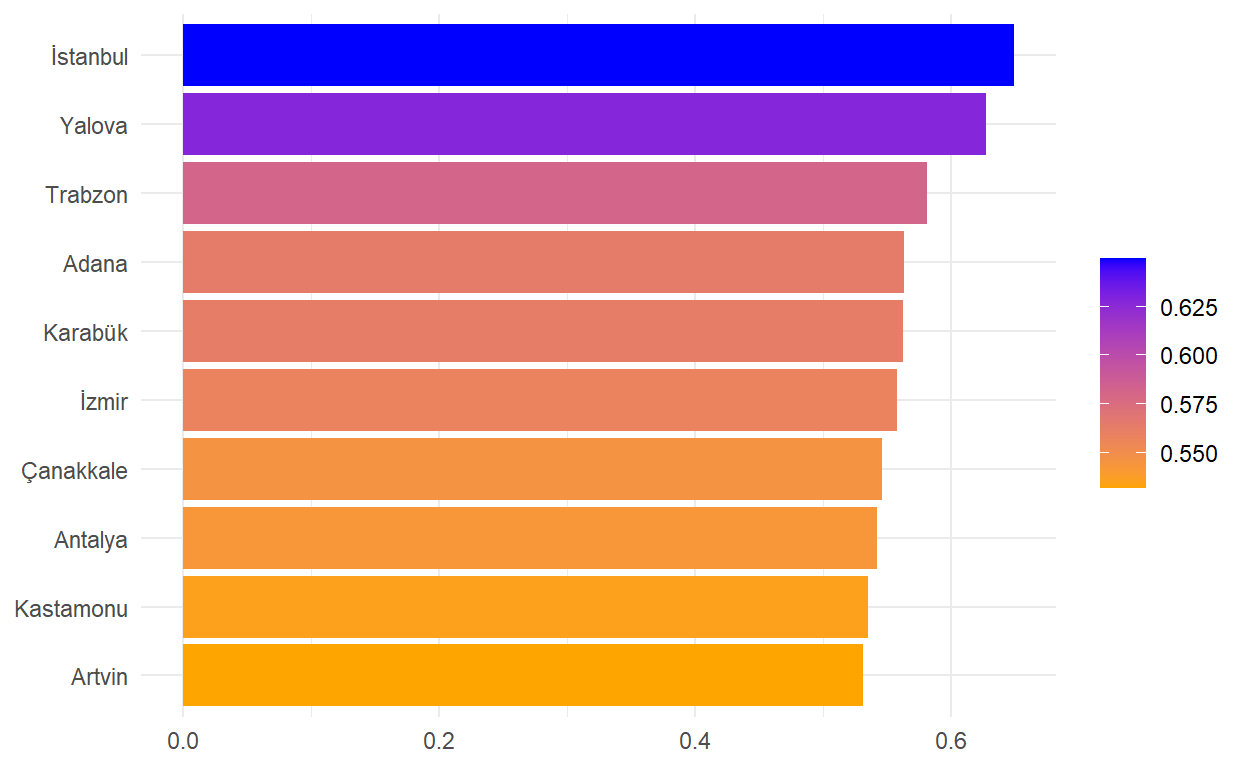 İstanbul
Yalova
Trabzon
Adana
Karabük
İzmir
Çanakkale
Antalya
Kastamonu
Artvin
0.0 0.2 0.4 0.6
0.625
0.600
0.575
0.550